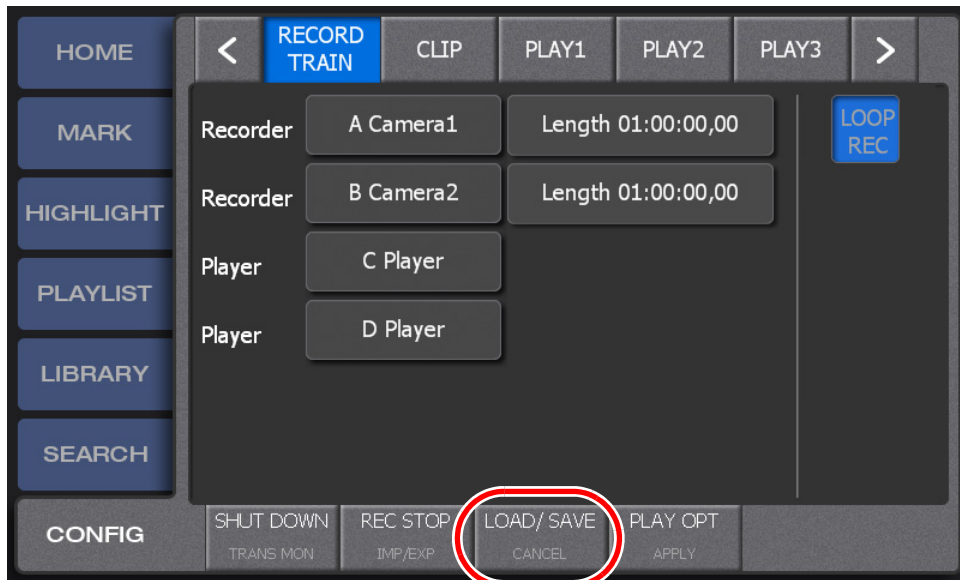 HOME
MARK
HIGHLIGHT
PLAYLIST
LIBRARY
SEARCH
CONFIG
<
RECORD
TRAIN
CLIP
PLAY1
PLAY2
PLAY3
>
Recorder
A Camera1
Length 01:00:00,00
LOOP
REC
Recorder
B Camera2
Length 01:00:00,00
Player
C Player
Player
D Player
SHUT DOWN
TRANS MON
REC STOP
IMP/EXP
LOAD/ SAVE
CANCEL
PLAY OPT
APPLY